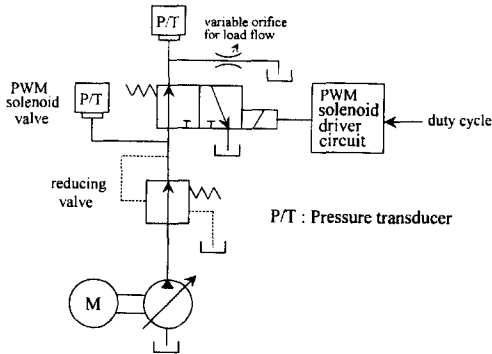 P/T
variable orifice
for load flow
PWM
solenoid
valve
P/T
PWM
solenoid
driver
circuit
duty cycle
reducing
valve
P/T : Pressure transducer
M